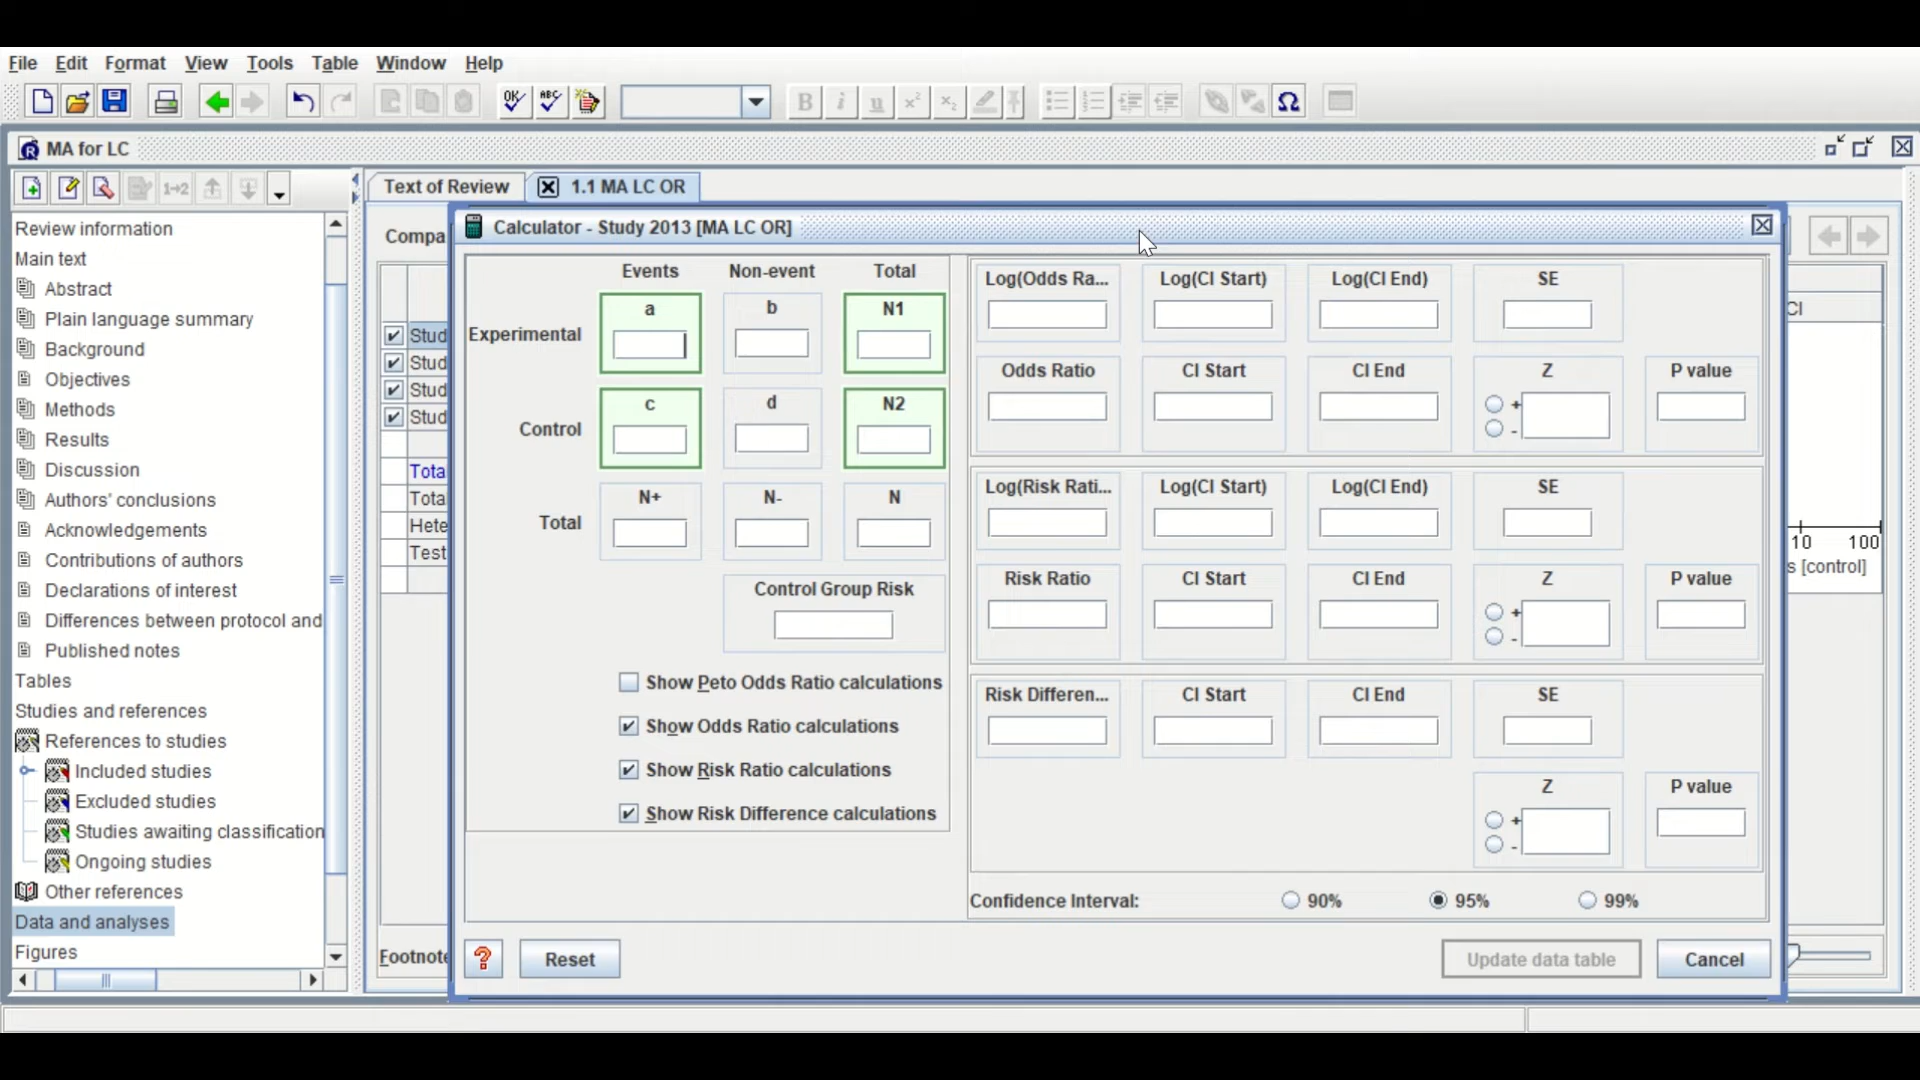 File Edit Format View Tools Table Window Help
OK ABC B i u x² x₂ Ω
MA for LC
1→2
Text of Review 1.1 MA LC OR
Review information
Main text
Abstract
Plain language summary
Background
Objectives
Methods
Results
Discussion
Authors' conclusions
Acknowledgements
Contributions of authors
Declarations of interest
Differences between protocol and
Published notes
Tables
Studies and references
References to studies
Included studies
Excluded studies
Studies awaiting classification
Ongoing studies
Other references
Data and analyses
Figures
Compa
Stud
Stud
Stud
Stud
Tota
Tota
Hete
Test
Footnote
Calculator - Study 2013 [MA LC OR]
Events Non-event Total
a b N1
Experimental
c d N2
Control
N+ N- N
Total
Control Group Risk
Show Peto Odds Ratio calculations
Show Odds Ratio calculations
Show Risk Ratio calculations
Show Risk Difference calculations
Log(Odds Ra... Log(CI Start) Log(CI End) SE
Odds Ratio CI Start CI End Z P value
+
-
Log(Risk Rati... Log(CI Start) Log(CI End) SE
Risk Ratio CI Start CI End Z P value
+
-
Risk Differen... CI Start CI End SE
Z P value
+
-
Confidence Interval: 90% 95% 99%
? Reset Update data table Cancel
CI
10 100
s [control]